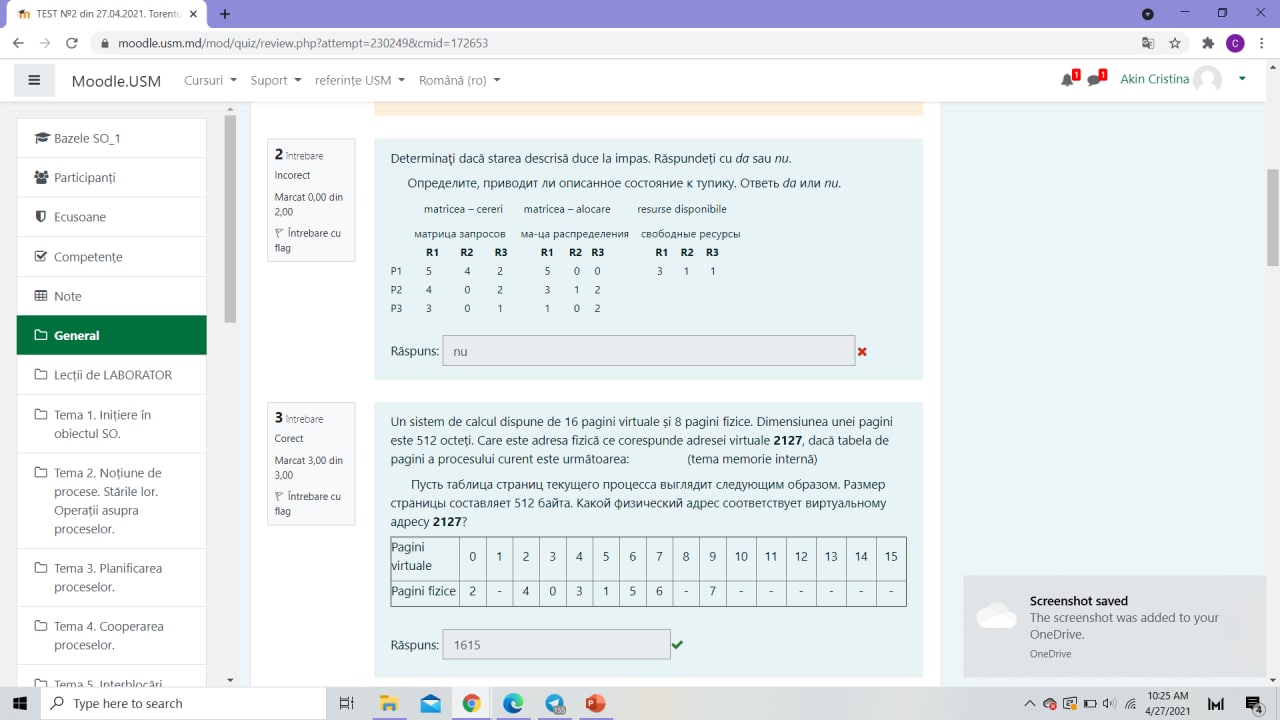 TEST №2 din 27.04.2021. Torentu
moodle.usm.md/mod/quiz/review.php?attempt=230249&cmid=172653
C
Moodle.USM Cursuri Suport referințe USM Română (ro) 1 1 Akin Cristina
Bazele SO_1
Participanți
Ecusoane
Competențe
Note
General
Lecții de LABORATOR
Tema 1. Inițiere în
obiectul SO.
Tema 2. Noțiune de
procese. Stările lor.
Operații asupra
proceselor.
Tema 3. Planificarea
proceselor.
Tema 4. Cooperarea
proceselor.
Tema 5. Interblocări
2 Întrebare
Incorect
Marcat 0,00 din
2,00
Întrebare cu
flag
Determinați dacă starea descrisă duce la impas. Răspundeți cu da sau nu.
Определите, приводит ли описанное состояние к тупику. Ответь da или nu.
matricea – cereri matricea – alocare resurse disponibile
матрица запросов ма-ца распределения свободные ресурсы
R1 R2 R3 R1 R2 R3 R1 R2 R3
P1 5 4 2 5 0 0 3 1 1
P2 4 0 2 3 1 2
P3 3 0 1 1 0 2
Răspuns: nu
3 Întrebare
Corect
Marcat 3,00 din
3,00
Întrebare cu
flag
Un sistem de calcul dispune de 16 pagini virtuale și 8 pagini fizice. Dimensiunea unei pagini
este 512 octeți. Care este adresa fizică ce corespunde adresei virtuale 2127, dacă tabela de
pagini a procesului curent este următoarea: (tema memorie internă)
Пусть таблица страниц текущего процесса выглядит следующим образом. Размер
страницы составляет 512 байта. Какой физический адрес соответствует виртуальному
адресу 2127?
Pagini
virtuale 0 1 2 3 4 5 6 7 8 9 10 11 12 13 14 15
Pagini fizice 2 - 4 0 3 1 5 6 - 7 - - - - - -
Răspuns: 1615
Screenshot saved
The screenshot was added to your
OneDrive.
OneDrive
Type here to search
10:25 AM
4/27/2021
4